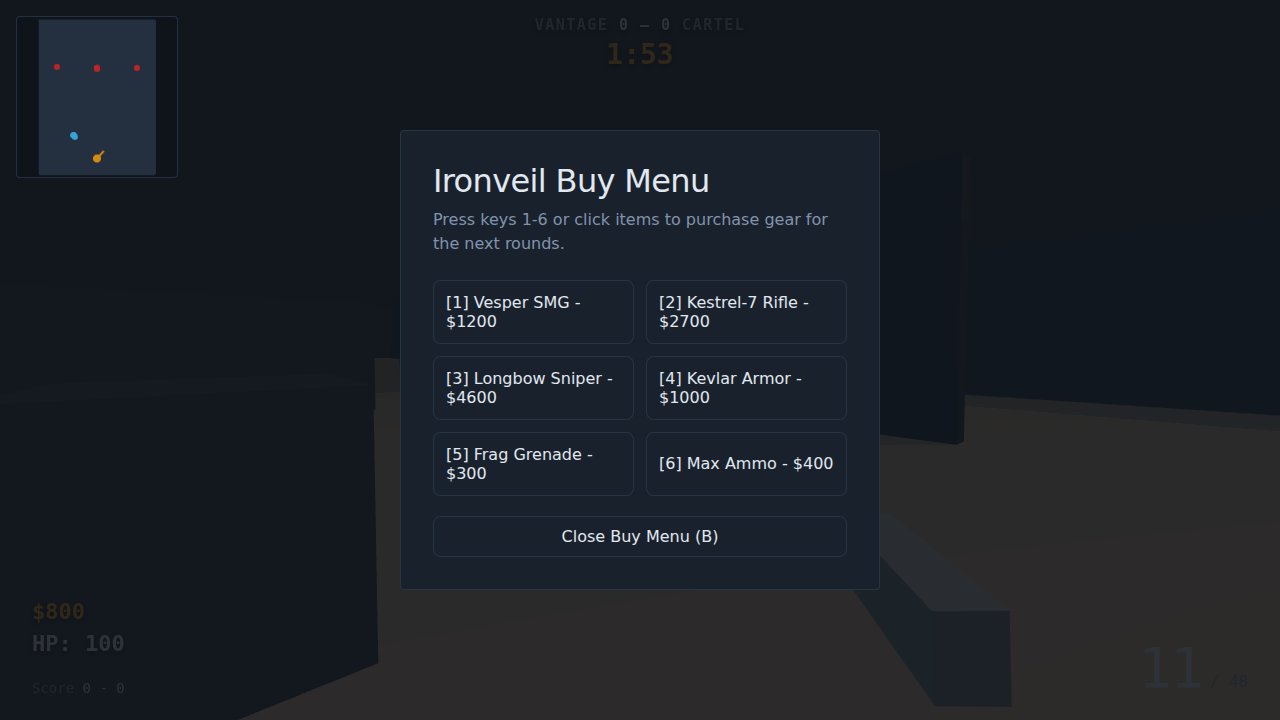 VANTAGE 0 — 0 CARTEL
1:53
Ironveil Buy Menu
Press keys 1-6 or click items to purchase gear for
the next rounds.
[1] Vesper SMG -
$1200
[2] Kestrel-7 Rifle -
$2700
[3] Longbow Sniper -
$4600
[4] Kevlar Armor -
$1000
[5] Frag Grenade -
$300
[6] Max Ammo - $400
Close Buy Menu (B)
$800
HP: 100
Score 0 - 0
11 / 48